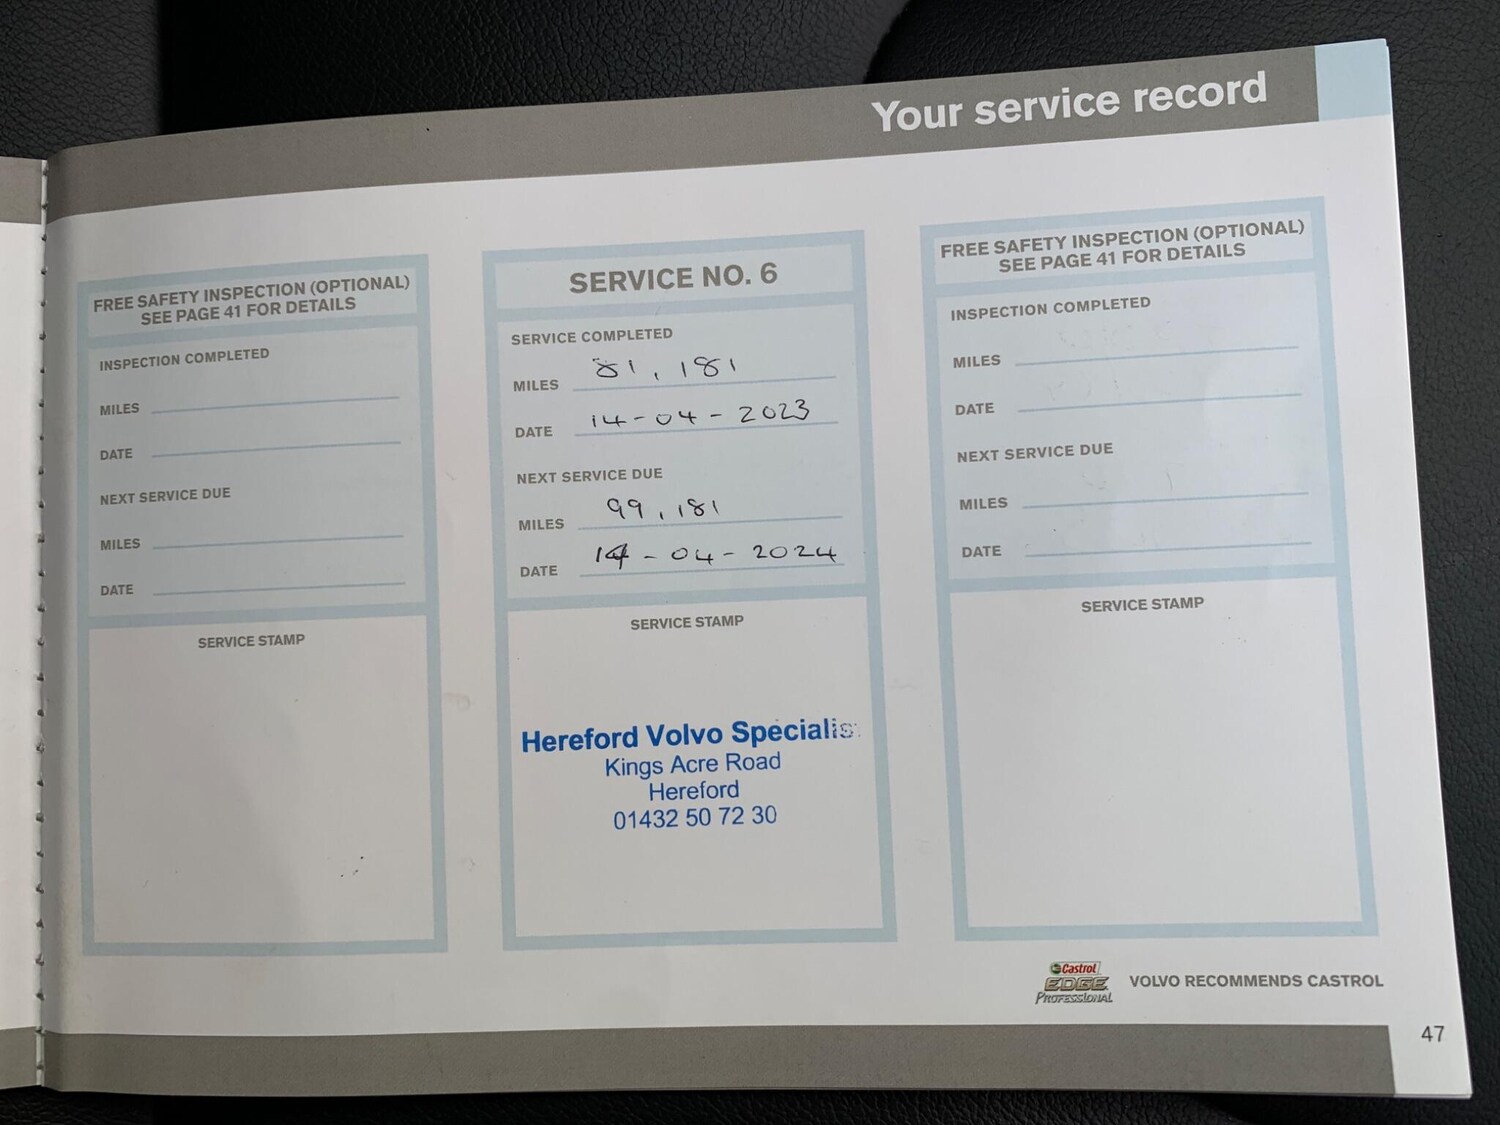 Your service record
FREE SAFETY INSPECTION (OPTIONAL)
SEE PAGE 41 FOR DETAILS
INSPECTION COMPLETED
MILES
DATE
NEXT SERVICE DUE
MILES
DATE
SERVICE STAMP
SERVICE NO. 6
SERVICE COMPLETED
MILES 81,181
DATE 14-04-2023
NEXT SERVICE DUE
MILES 99,181
DATE 14-04-2024
SERVICE STAMP
Hereford Volvo Specialis
Kings Acre Road
Hereford
01432 50 72 30
FREE SAFETY INSPECTION (OPTIONAL)
SEE PAGE 41 FOR DETAILS
INSPECTION COMPLETED
MILES
DATE
NEXT SERVICE DUE
MILES
DATE
SERVICE STAMP
Castrol
EDGE
PROFESSIONAL
VOLVO RECOMMENDS CASTROL
47